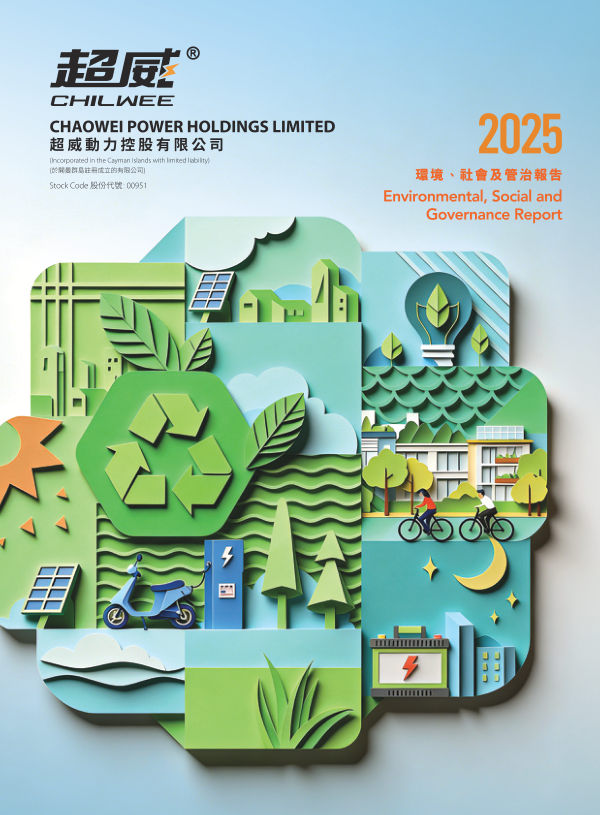 超威®
CHILWEE
CHAOWEI POWER HOLDINGS LIMITED
超威動力控股有限公司
(Incorporated in the Cayman Islands with limited liability)
(於開曼群島註冊成立的有限公司)
Stock Code 股份代號: 00951
2025
環境、社會及管治報告
Environmental, Social and
Governance Report